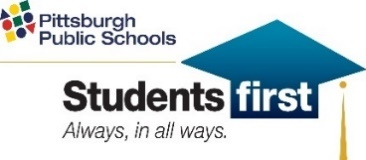 Pittsburgh
Public Schools
Students first
Always, in all ways.